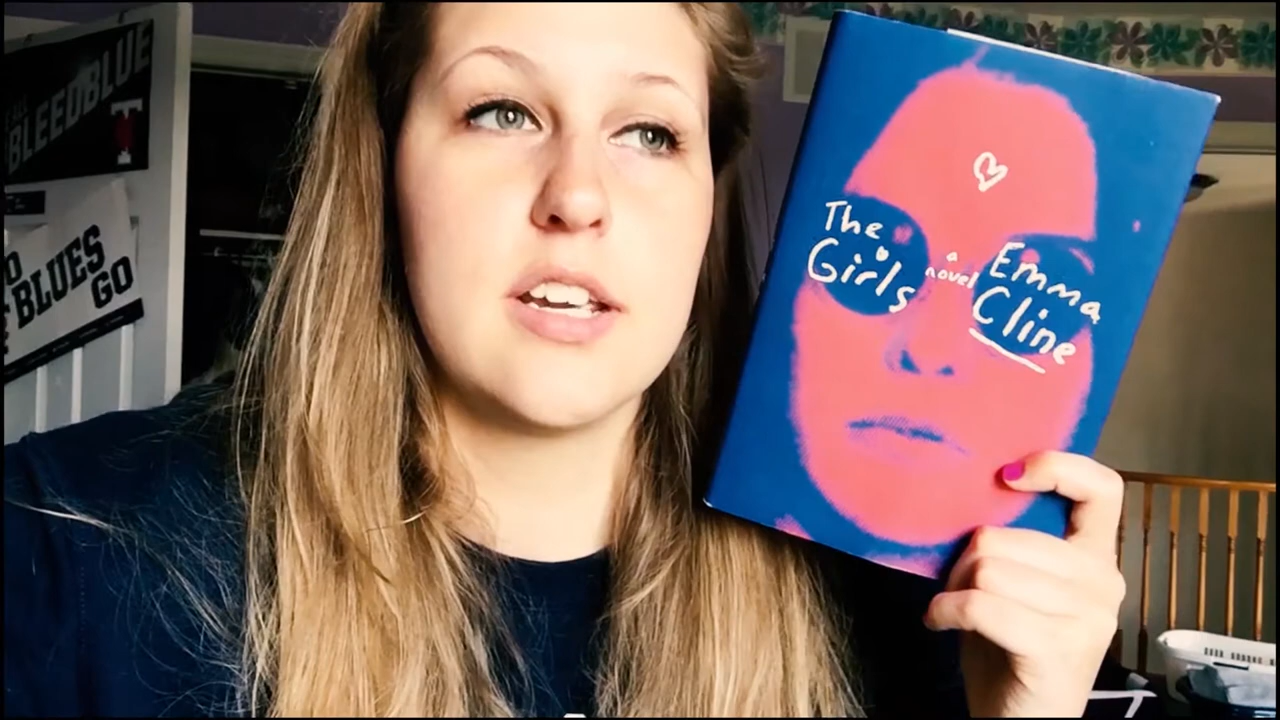 BLEEDBLUE
T
GO
BLUES
GO
The
Girls
a
novel
Emma
Cline